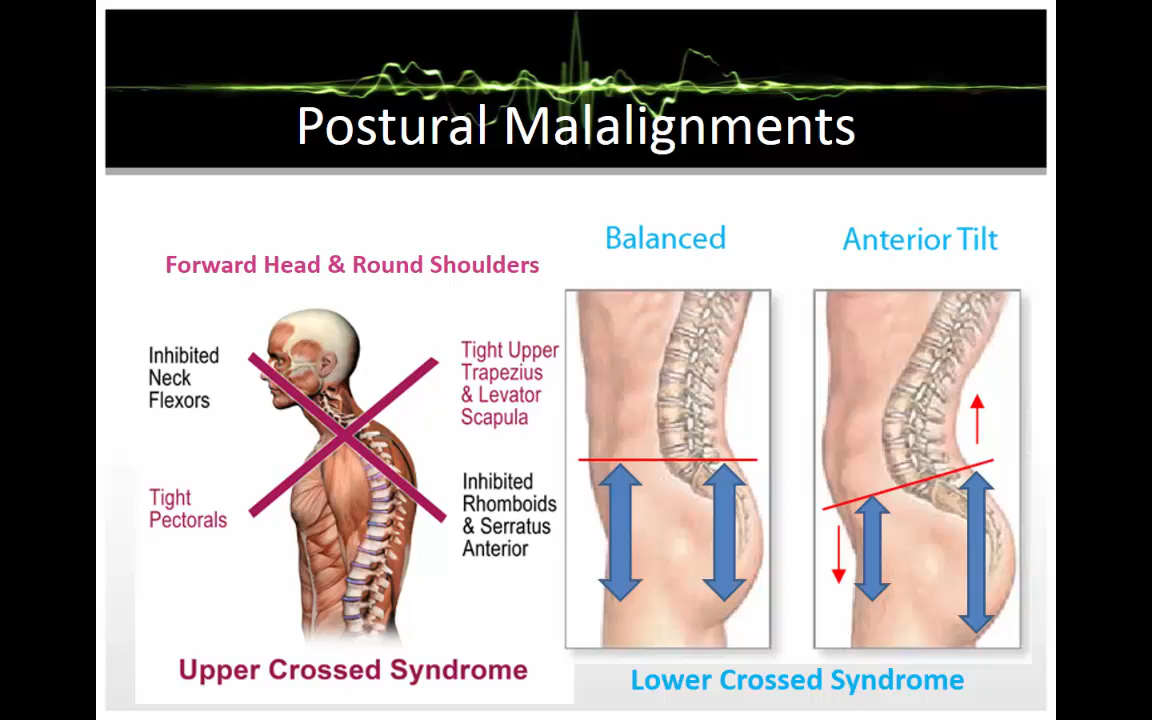 Postural Malalignments
Forward Head & Round Shoulders
Inhibited
Neck
Flexors
Tight Upper
Trapezius
& Levator
Scapula
Tight
Pectorals
Inhibited
Rhomboids
& Serratus
Anterior
Upper Crossed Syndrome
Balanced
Anterior Tilt
Lower Crossed Syndrome